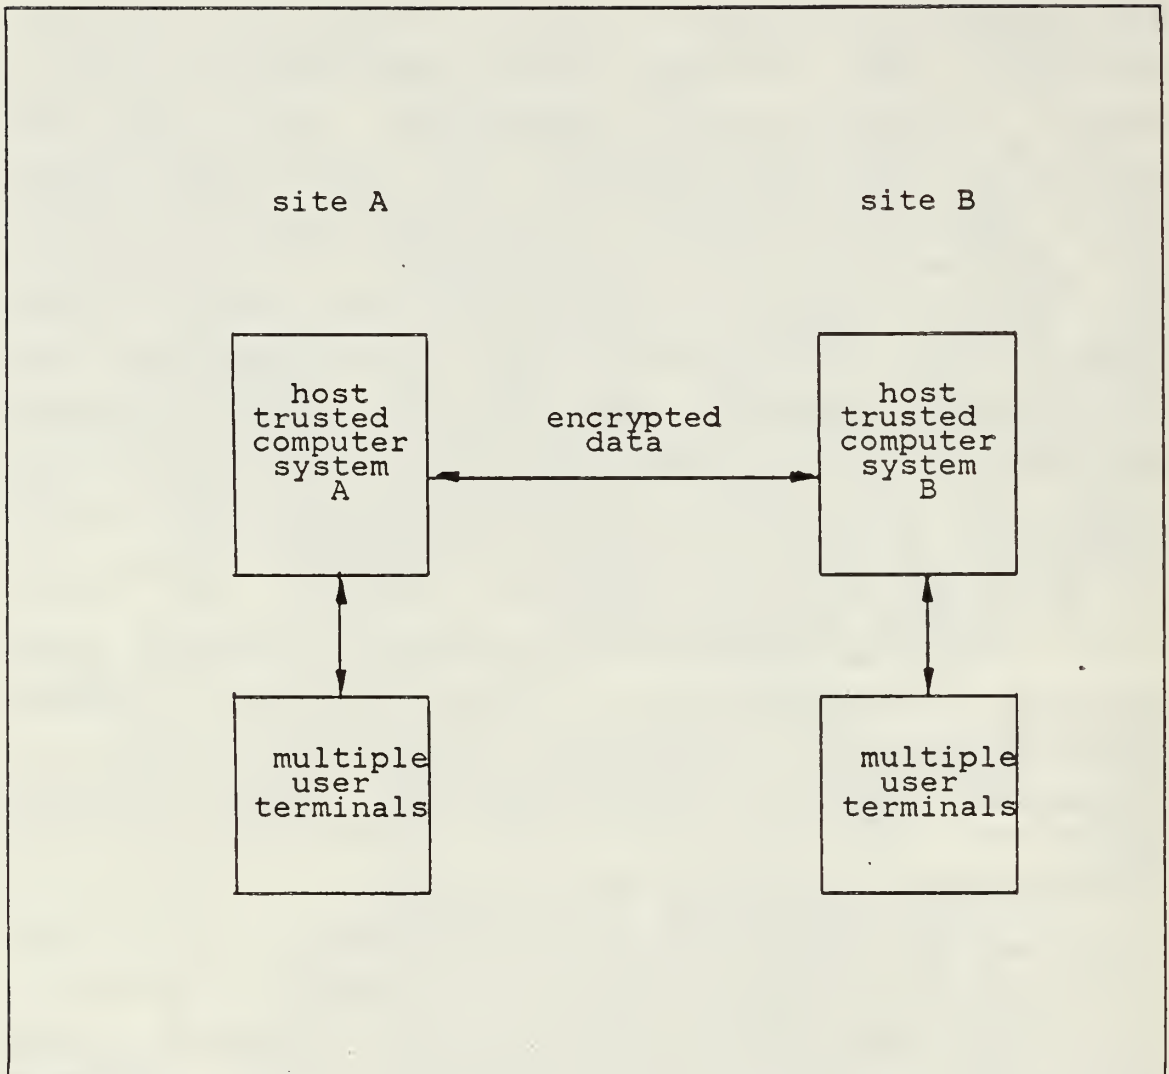 site A
site B
host
trusted
computer
system
A
encrypted
data
host
trusted
computer
system
B
multiple
user
terminals
multiple
user
terminals